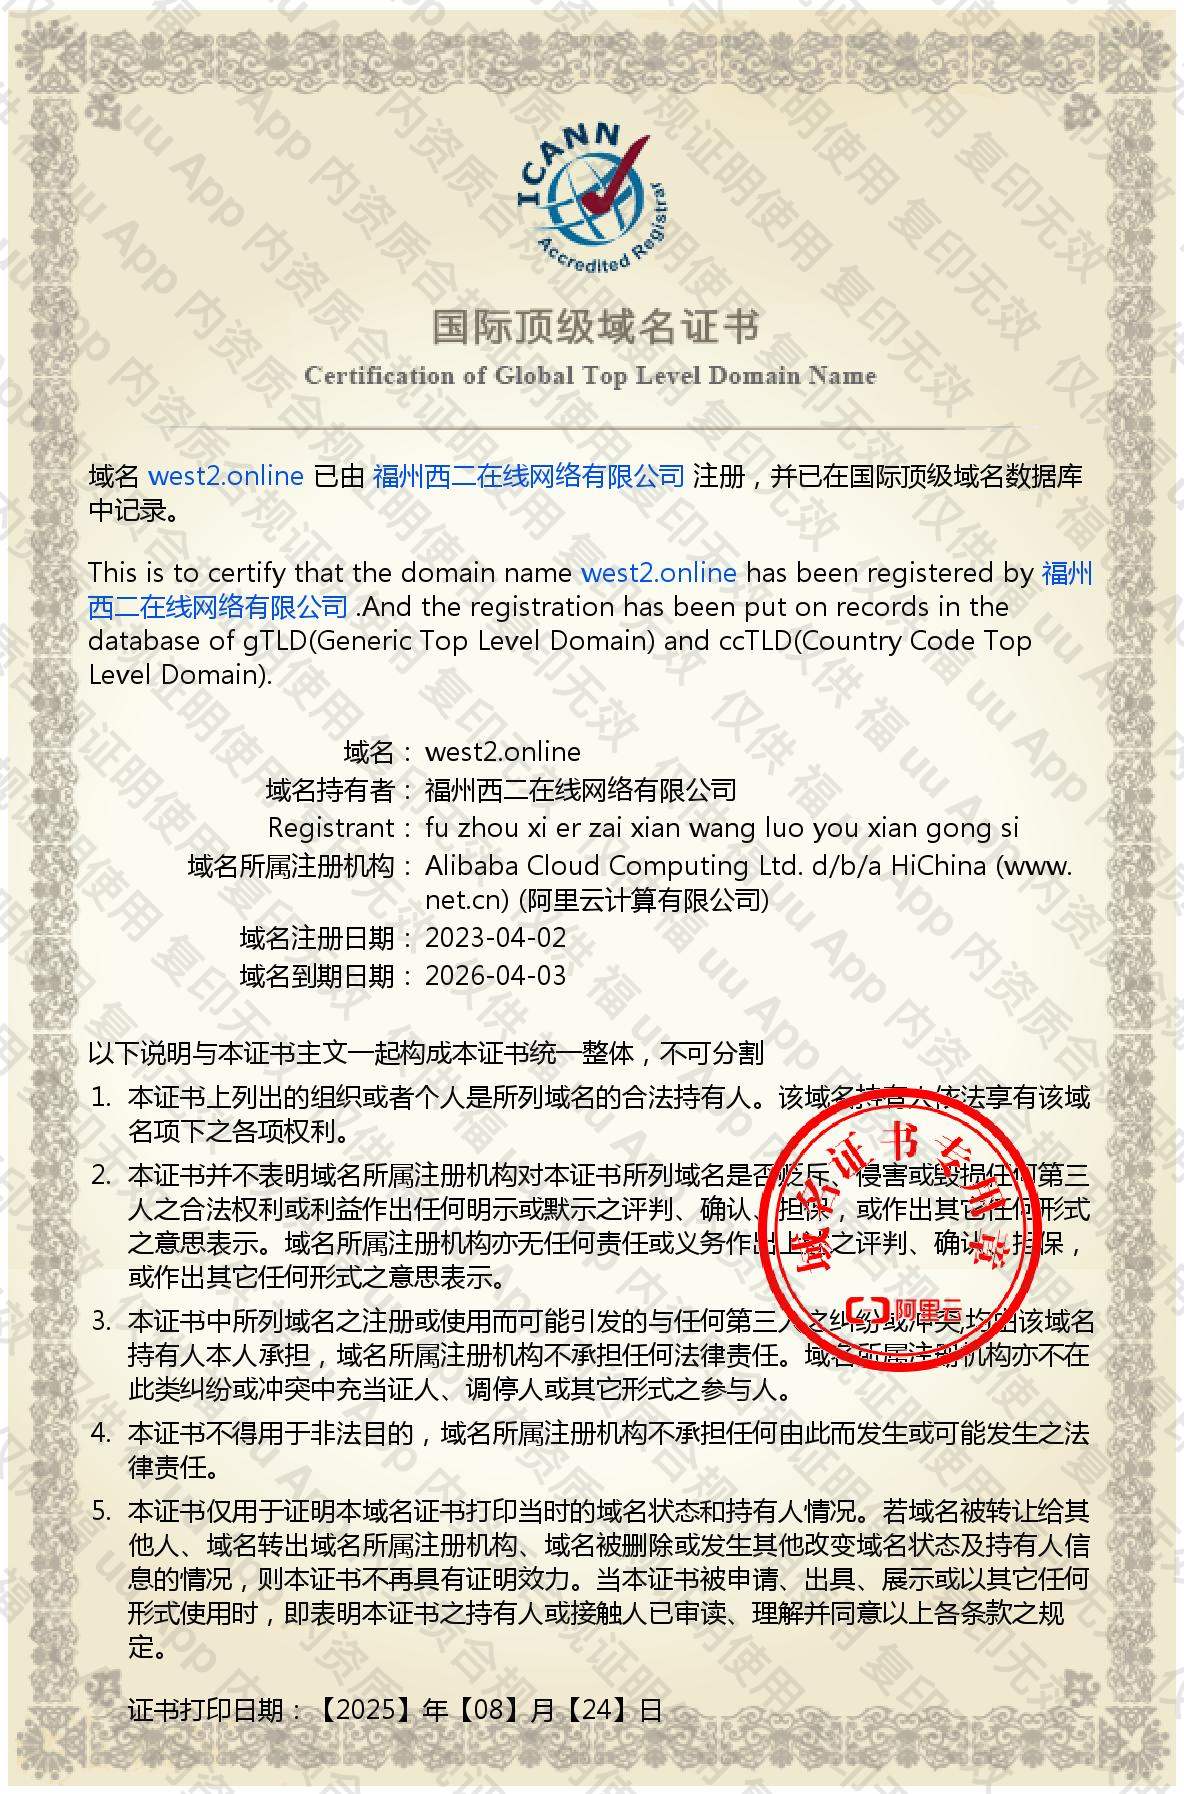 ICANN
Accredited Registrar
国际顶级域名证书
Certification of Global Top Level Domain Name
域名 west2.online 已由 福州西二在线网络有限公司 注册，并已在国际顶级域名数据库
中记录。
This is to certify that the domain name west2.online has been registered by 福州
西二在线网络有限公司 .And the registration has been put on records in the
database of gTLD(Generic Top Level Domain) and ccTLD(Country Code Top
Level Domain).
域名： west2.online
域名持有者： 福州西二在线网络有限公司
Registrant： fu zhou xi er zai xian wang luo you xian gong si
域名所属注册机构： Alibaba Cloud Computing Ltd. d/b/a HiChina (www.
net.cn) (阿里云计算有限公司)
域名注册日期： 2023-04-02
域名到期日期： 2026-04-03
以下说明与本证书主文一起构成本证书统一整体，不可分割
1. 本证书上列出的组织或者个人是所列域名的合法持有人。该域名持有人依法享有该域
名项下之各项权利。
2. 本证书并不表明域名所属注册机构对本证书所列域名是否贬斥、侵害或毁损任何第三
人之合法权利或利益作出任何明示或默示之评判、确认、担保，或作出其它任何形式
之意思表示。域名所属注册机构亦无任何责任或义务作出上述之评判、确认、担保，
或作出其它任何形式之意思表示。
3. 本证书中所列域名之注册或使用而可能引发的与任何第三人之纠纷或冲突,均由该域名
持有人本人承担，域名所属注册机构不承担任何法律责任。域名所属注册机构亦不在
此类纠纷或冲突中充当证人、调停人或其它形式之参与人。
4. 本证书不得用于非法目的，域名所属注册机构不承担任何由此而发生或可能发生之法
律责任。
5. 本证书仅用于证明本域名证书打印当时的域名状态和持有人情况。若域名被转让给其
他人、域名转出域名所属注册机构、域名被删除或发生其他改变域名状态及持有人信
息的情况，则本证书不再具有证明效力。当本证书被申请、出具、展示或以其它任何
形式使用时，即表明本证书之持有人或接触人已审读、理解并同意以上各条款之规
定。
域名证书专用章
阿里云
证书打印日期：【2025】年【08】月【24】日
仅供 福 uu App 内资质合规证明使用 复印无效